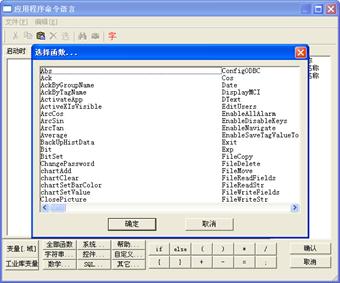 应用程序命令语言
文件[F] 编辑[E]
字
启动时
选择函数...
Abs ConfigODBC
Ack Cos
AckByGroupName Date
AckByTagName DisplayMCI
ActivateApp DText
ActiveXIsVisible EditUsers
ArcCos EnableAllAlarm
ArcSin EnableDisableKeys
ArcTan EnableNavigate
Average EnableSaveTagValueTo
BackUpHistData Exit
Bit Exp
BitSet FileCopy
ChangePassword FileDelete
chartAdd FileMove
chartClear FileReadFields
chartSetBarColor FileReadStr
chartSetValue FileWriteFields
ClosePicture FileWriteStr
确定 取消
变量[.域] 全部函数 系统... 帮助... if else ( ) * / 确认
字符串... 控件... 自定义...
工业库变量 数学... SQL... 其它... { } + - = ; 取消